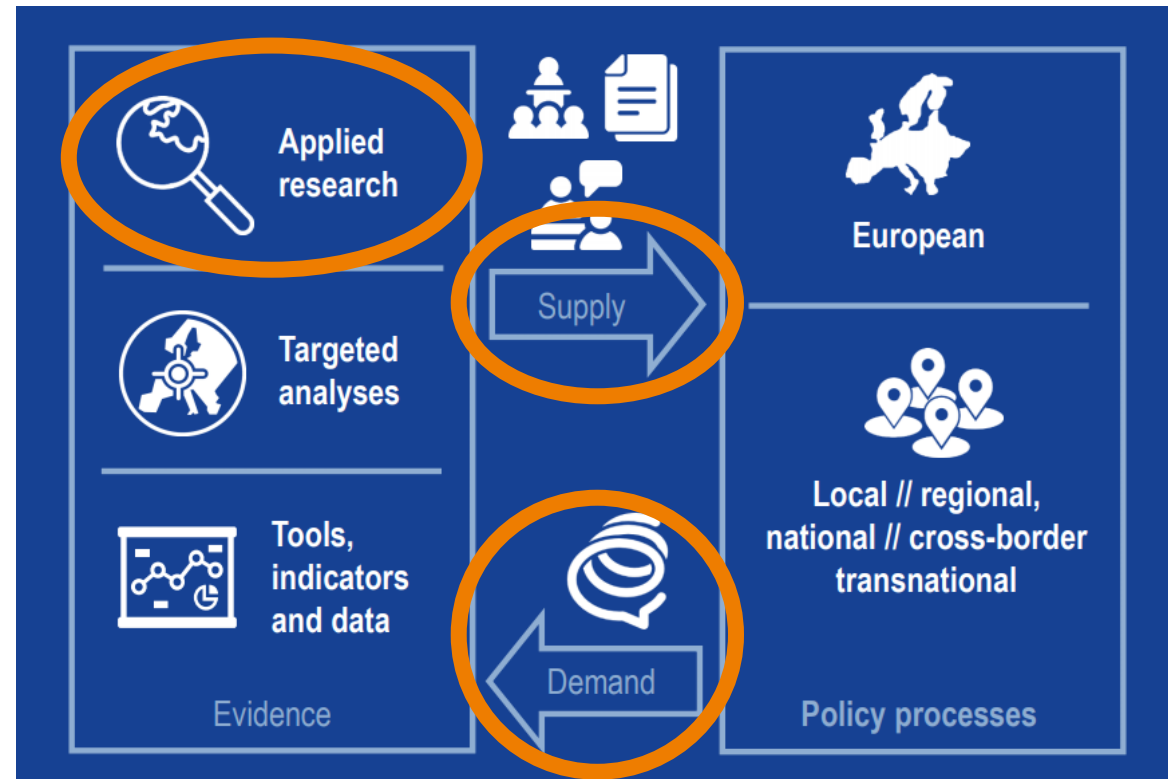 Applied
research
Targeted
analyses
Tools,
indicators
and data
Evidence
Supply
Demand
European
Local // regional,
national // cross-border
transnational
Policy processes